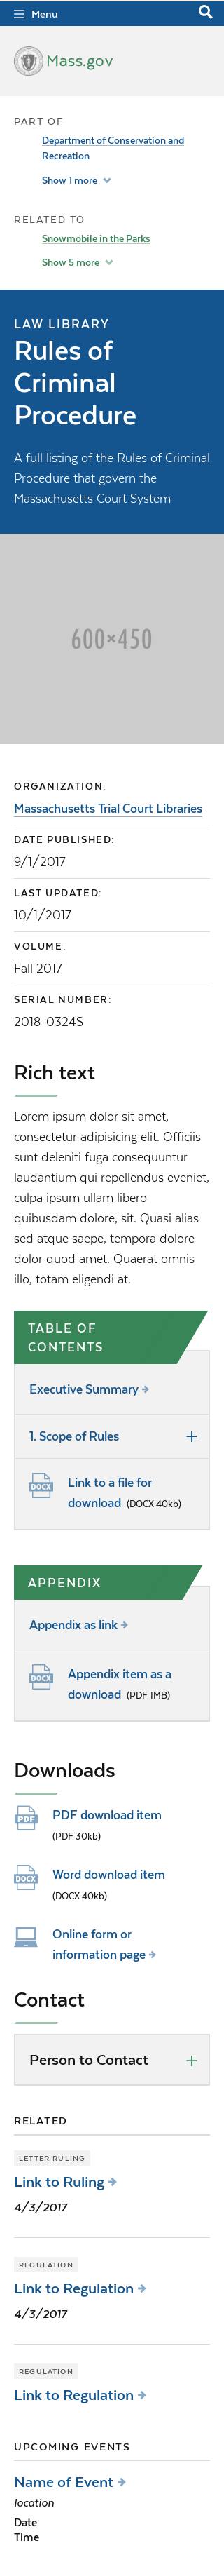 Menu
Mass.gov
PART OF
Department of Conservation and
Recreation
Show 1 more
RELATED TO
Snowmobile in the Parks
Show 5 more
LAW LIBRARY
Rules of
Criminal
Procedure
A full listing of the Rules of Criminal
Procedure that govern the
Massachusetts Court System
600×450
ORGANIZATION:
Massachusetts Trial Court Libraries
DATE PUBLISHED:
9/1/2017
LAST UPDATED:
10/1/2017
VOLUME:
Fall 2017
SERIAL NUMBER:
2018-0324S
Rich text
Lorem ipsum dolor sit amet,
consectetur adipisicing elit. Officiis
sunt deleniti fuga consequuntur
laudantium qui repellendus eveniet,
culpa ipsum ullam libero
quibusdam dolore, sit. Quasi alias
sed atque saepe, tempora dolore
dolor quod amet. Quaerat omnis
illo, totam eligendi at.
TABLE OF
CONTENTS
Executive Summary
1. Scope of Rules
DOCX
Link to a file for
download (DOCX 40kb)
APPENDIX
Appendix as link
DOCX
Appendix item as a
download (PDF 1MB)
Downloads
PDF
PDF download item
(PDF 30kb)
DOCX
Word download item
(DOCX 40kb)
Online form or
information page
Contact
Person to Contact
RELATED
LETTER RULING
Link to Ruling
4/3/2017
REGULATION
Link to Regulation
4/3/2017
REGULATION
Link to Regulation
UPCOMING EVENTS
Name of Event
location
Date
Time